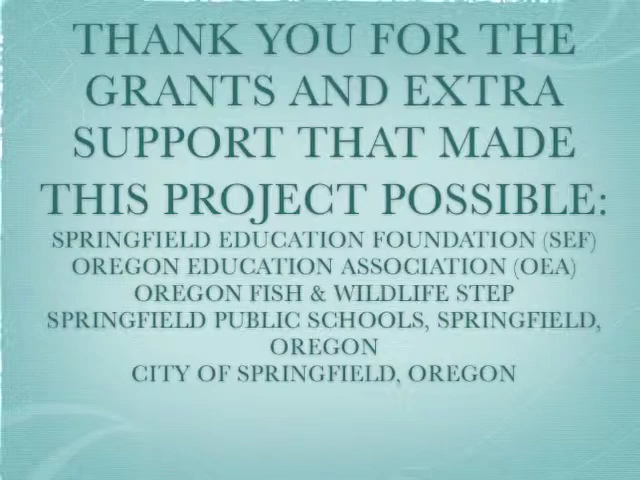 THANK YOU FOR THE
GRANTS AND EXTRA
SUPPORT THAT MADE
THIS PROJECT POSSIBLE:
SPRINGFIELD EDUCATION FOUNDATION (SEF)
OREGON EDUCATION ASSOCIATION (OEA)
OREGON FISH & WILDLIFE STEP
SPRINGFIELD PUBLIC SCHOOLS, SPRINGFIELD,
OREGON
CITY OF SPRINGFIELD, OREGON